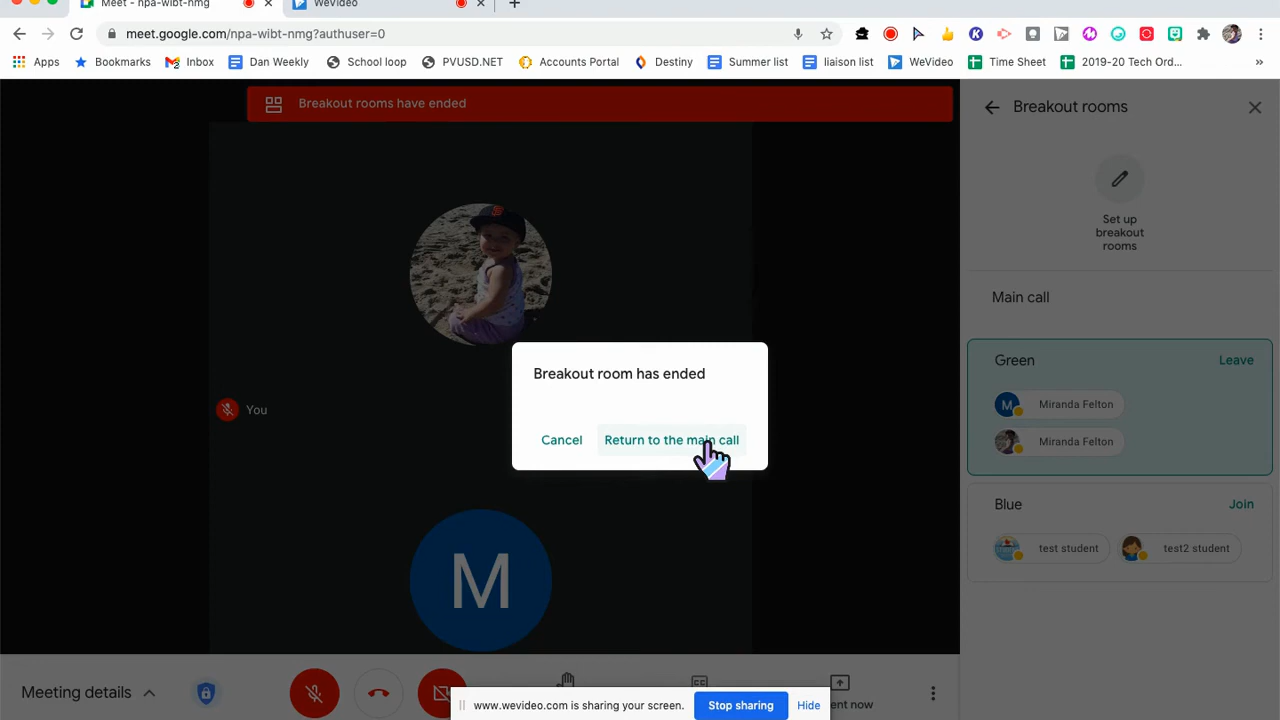 Meet - npa-wibt-nmg
WeVideo
meet.google.com/npa-wibt-nmg?authuser=0
Apps
Bookmarks
Inbox
Dan Weekly
School loop
PVUSD.NET
Accounts Portal
Destiny
Summer list
liaison list
WeVideo
Time Sheet
2019-20 Tech Ord...
»
Breakout rooms have ended
Breakout rooms
Set up
breakout
rooms
Main call
Green
Leave
M
Miranda Felton
Miranda Felton
Blue
Join
test student
test2 student
You
Breakout room has ended
Cancel
Return to the main call
M
Meeting details
CC
www.wevideo.com is sharing your screen.
Stop sharing
Hide
ent now